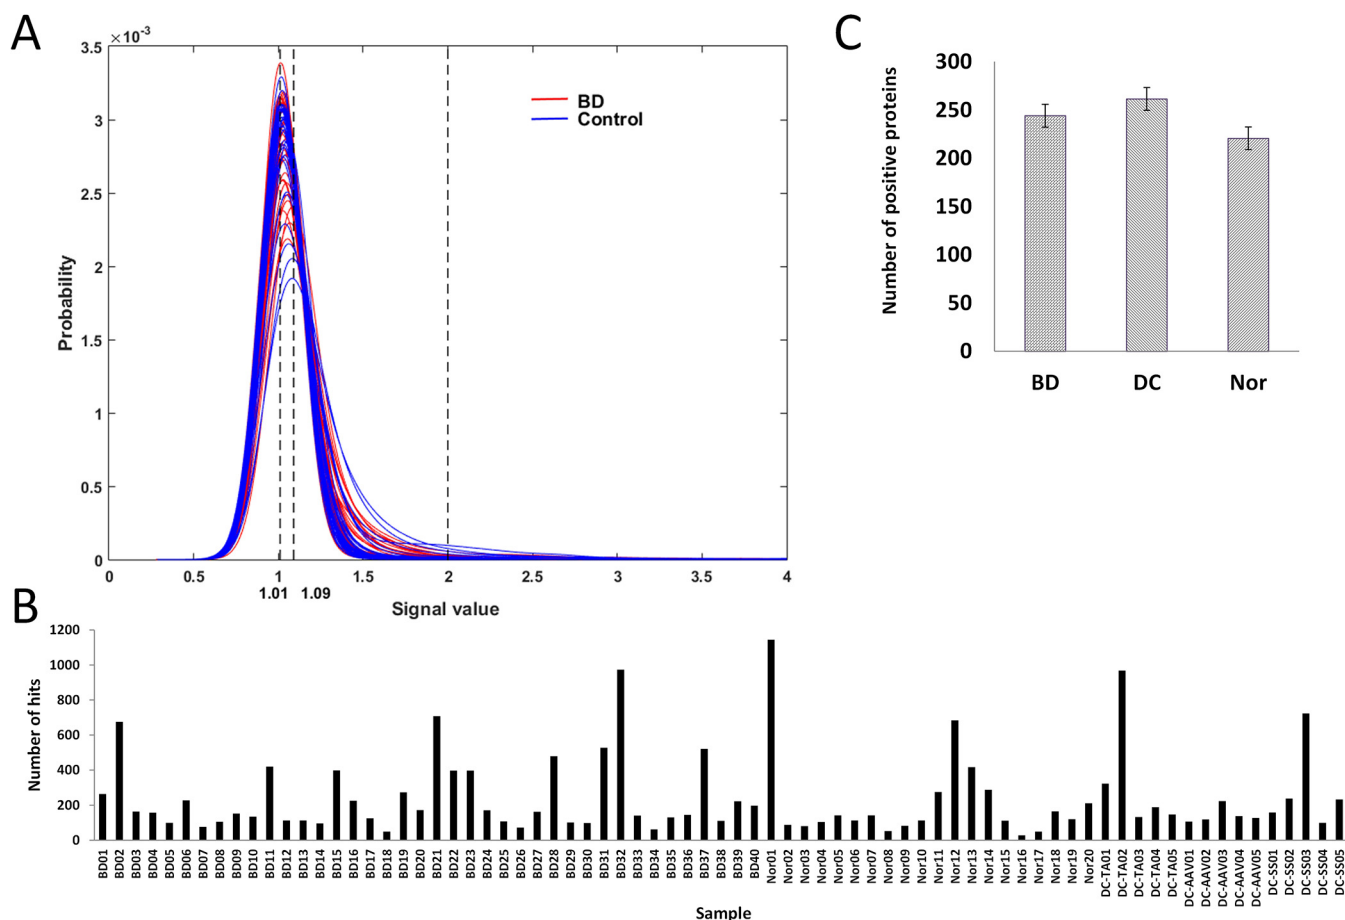 A
×10⁻³
3.5
3
2.5
2
1.5
1
0.5
0
Probability
BD
Control
0 0.5 1 1.5 2 2.5 3 3.5 4
1.01 1.09
Signal value
C
300
250
200
150
100
50
0
Number of positive proteins
BD DC Nor
B
1200
1000
800
600
400
200
0
Number of hits
BD01 BD02 BD03 BD04 BD05 BD06 BD07 BD08 BD09 BD10 BD11 BD12 BD13 BD14 BD15 BD16 BD17 BD18 BD19 BD20 BD21 BD22 BD23 BD24 BD25 BD26 BD27 BD28 BD29 BD30 BD31 BD32 BD33 BD34 BD35 BD36 BD37 BD38 BD39 BD40 Nor01 Nor02 Nor03 Nor04 Nor05 Nor06 Nor07 Nor08 Nor09 Nor10 Nor11 Nor12 Nor13 Nor14 Nor15 Nor16 Nor17 Nor18 Nor19 Nor20 DC-TA01 DC-TA02 DC-TA03 DC-TA04 DC-TA05 DC-AAV01 DC-AAV02 DC-AAV03 DC-AAV04 DC-AAV05 DC-SS01 DC-SS02 DC-SS03 DC-SS04 DC-SS05
Sample